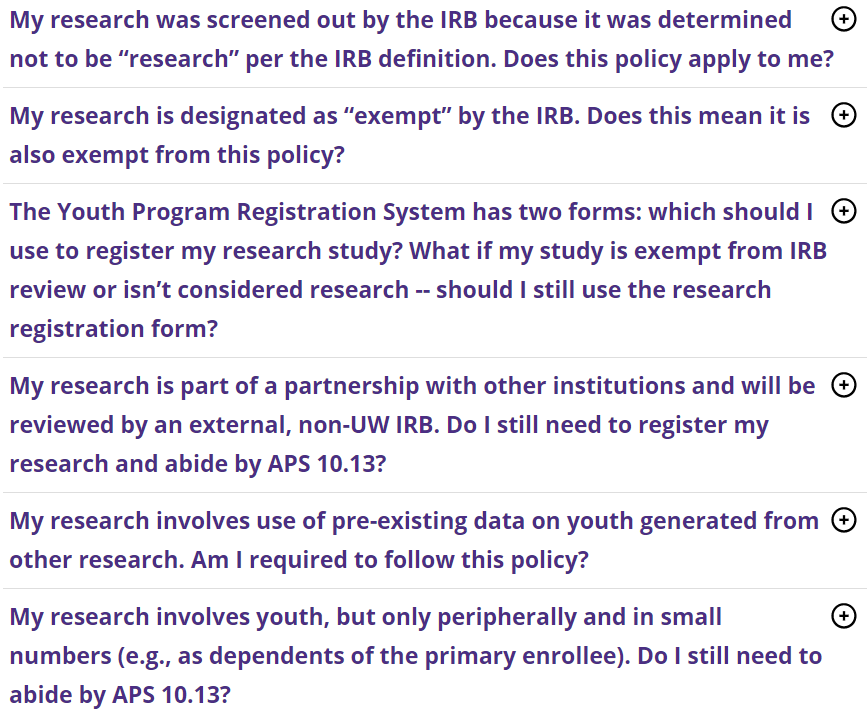 My research was screened out by the IRB because it was determined
not to be “research” per the IRB definition. Does this policy apply to me?
My research is designated as “exempt” by the IRB. Does this mean it is
also exempt from this policy?
The Youth Program Registration System has two forms: which should I
use to register my research study? What if my study is exempt from IRB
review or isn’t considered research -- should I still use the research
registration form?
My research is part of a partnership with other institutions and will be
reviewed by an external, non-UW IRB. Do I still need to register my
research and abide by APS 10.13?
My research involves use of pre-existing data on youth generated from
other research. Am I required to follow this policy?
My research involves youth, but only peripherally and in small
numbers (e.g., as dependents of the primary enrollee). Do I still need to
abide by APS 10.13?